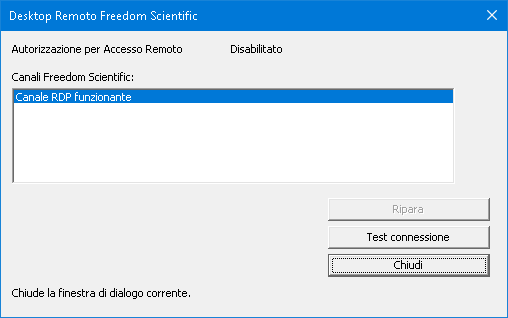 Desktop Remoto Freedom Scientific
Autorizzazione per Accesso Remoto Disabilitato
Canali Freedom Scientific:
Canale RDP funzionante
Ripara
Test connessione
Chiudi
Chiude la finestra di dialogo corrente.